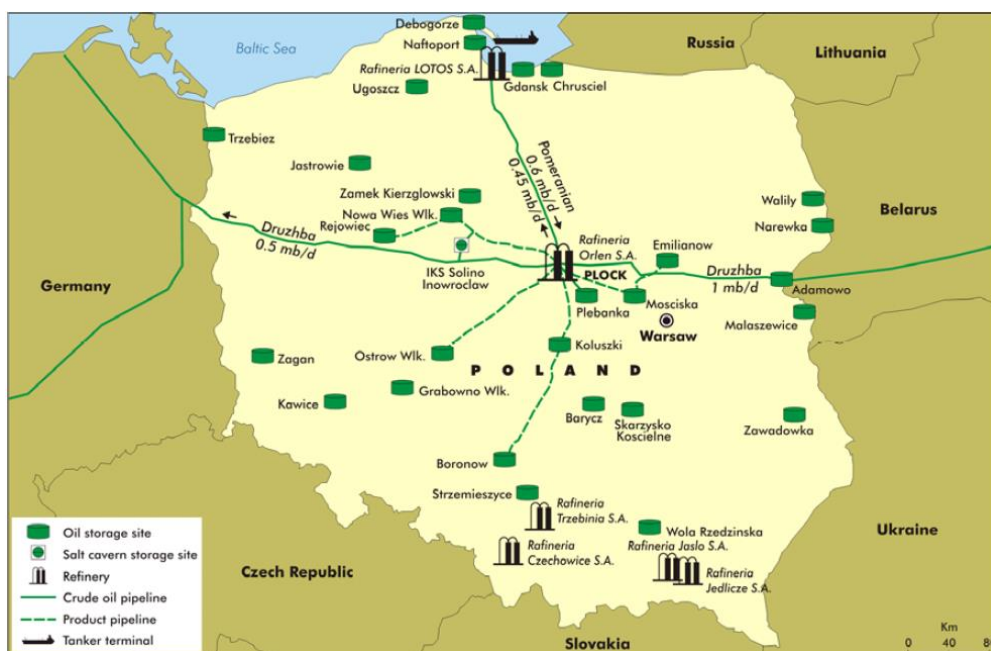 Debogorze
Baltic Sea
Naftoport
Russia
Lithuania
Rafineria LOTOS S.A.
Ugoszcz
Gdansk Chrusciel
Trzebiez
Jastrowie
Pomeranian
0.6 mb/d
0.45 mb/d
Zamek Kierzglowski
Nowa Wies Wlk.
Rejowiec
Walily
Narewka
Belarus
Druzhba
0.5 mb/d
IKS Solino
Inowroclaw
Rafineria
Orlen S.A.
PLOCK
Emilianow
Druzhba
1 mb/d
Adamowo
Germany
Plebanka
Mosciska
Warsaw
Malaszewice
Zagan
Ostrow Wlk.
Koluszki
POLAND
Grabowno Wlk.
Kawice
Barycz
Skarzysko
Koscielne
Zawadowka
Boronow
Strzemieszyce
Rafineria
Trzebinia S.A.
Wola Rzedzinska
Ukraine
Rafineria
Czechowice S.A.
Rafineria Jaslo S.A.
Rafineria
Jedlicze S.A.
Czech Republic
Slovakia
Oil storage site
Salt cavern storage site
Refinery
Crude oil pipeline
Product pipeline
Tanker terminal
Km
0 40 80